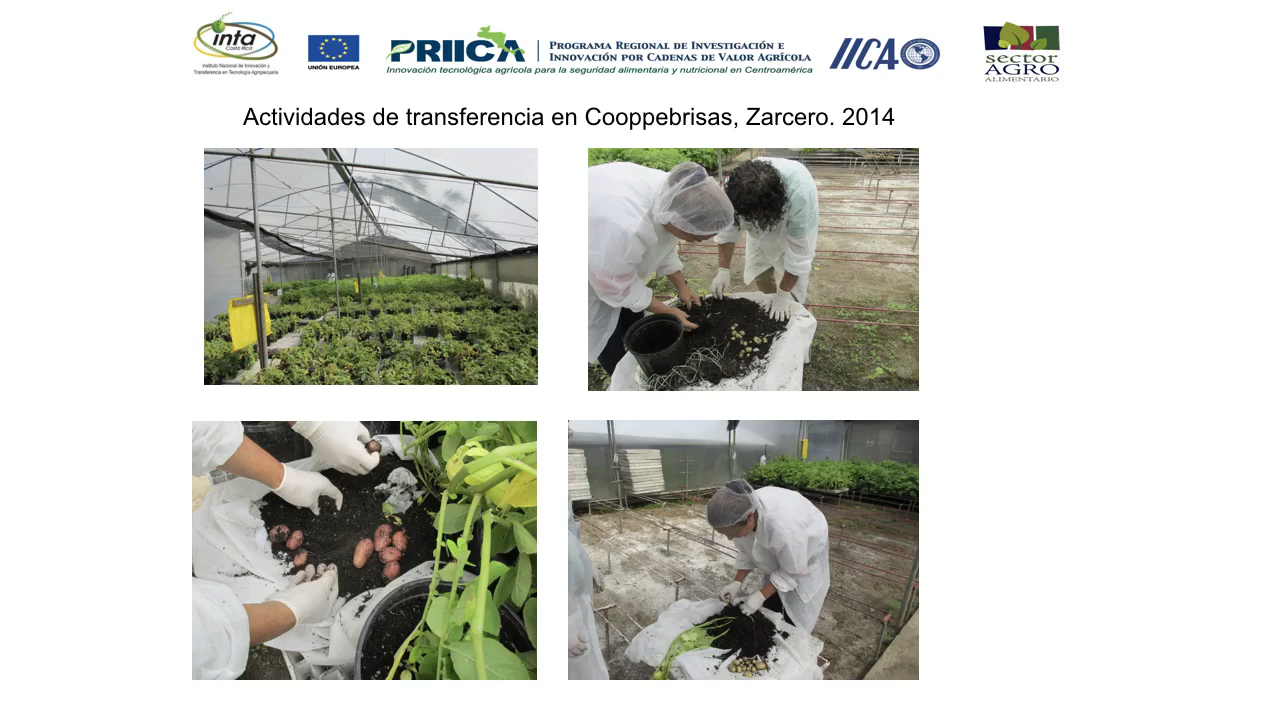 inta
Costa Rica
Instituto Nacional de Innovación y
Transferencia en Tecnología Agropecuaria
UNIÓN EUROPEA
PRIICA
PROGRAMA REGIONAL DE INVESTIGACIÓN E
INNOVACIÓN POR CADENAS DE VALOR AGRÍCOLA
Innovación tecnológica agrícola para la seguridad alimentaria y nutricional en Centroamérica
IICA
sector
AGRO
ALIMENTARIO
Actividades de transferencia en Cooppebrisas, Zarcero. 2014